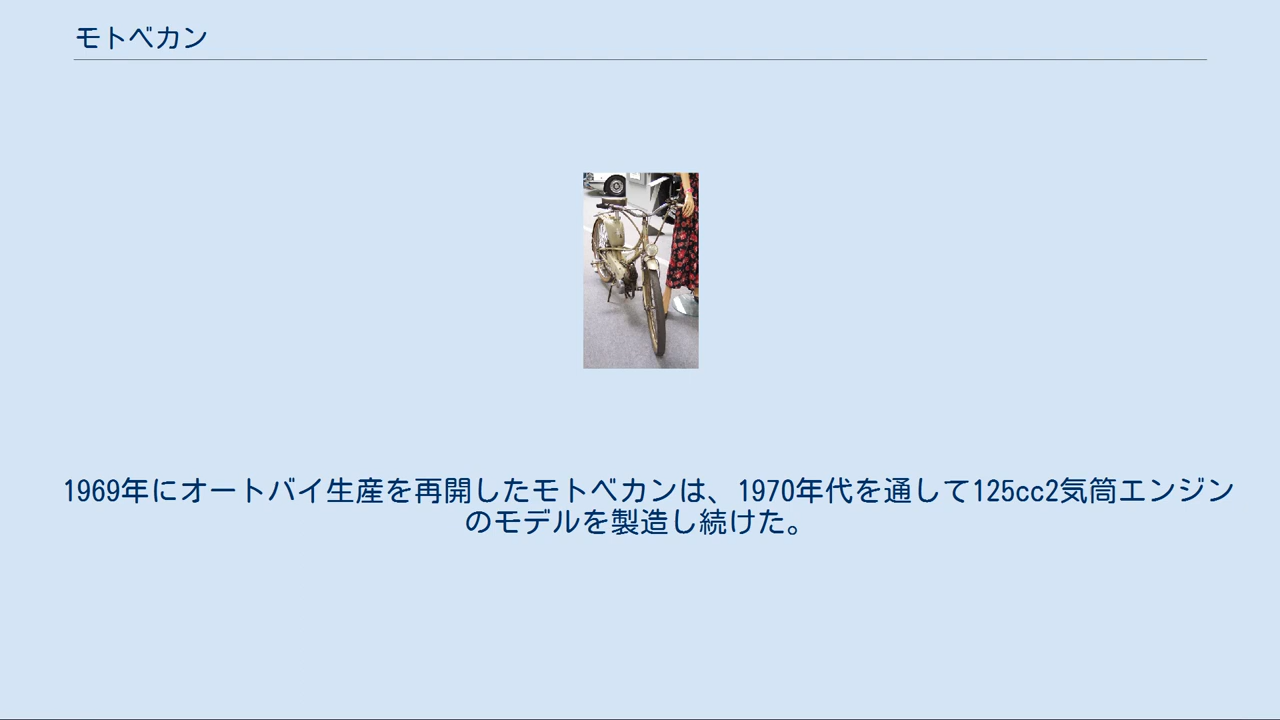 モトベカン
1969年にオートバイ生産を再開したモトベカンは、1970年代を通して125cc2気筒エンジン
のモデルを製造し続けた。